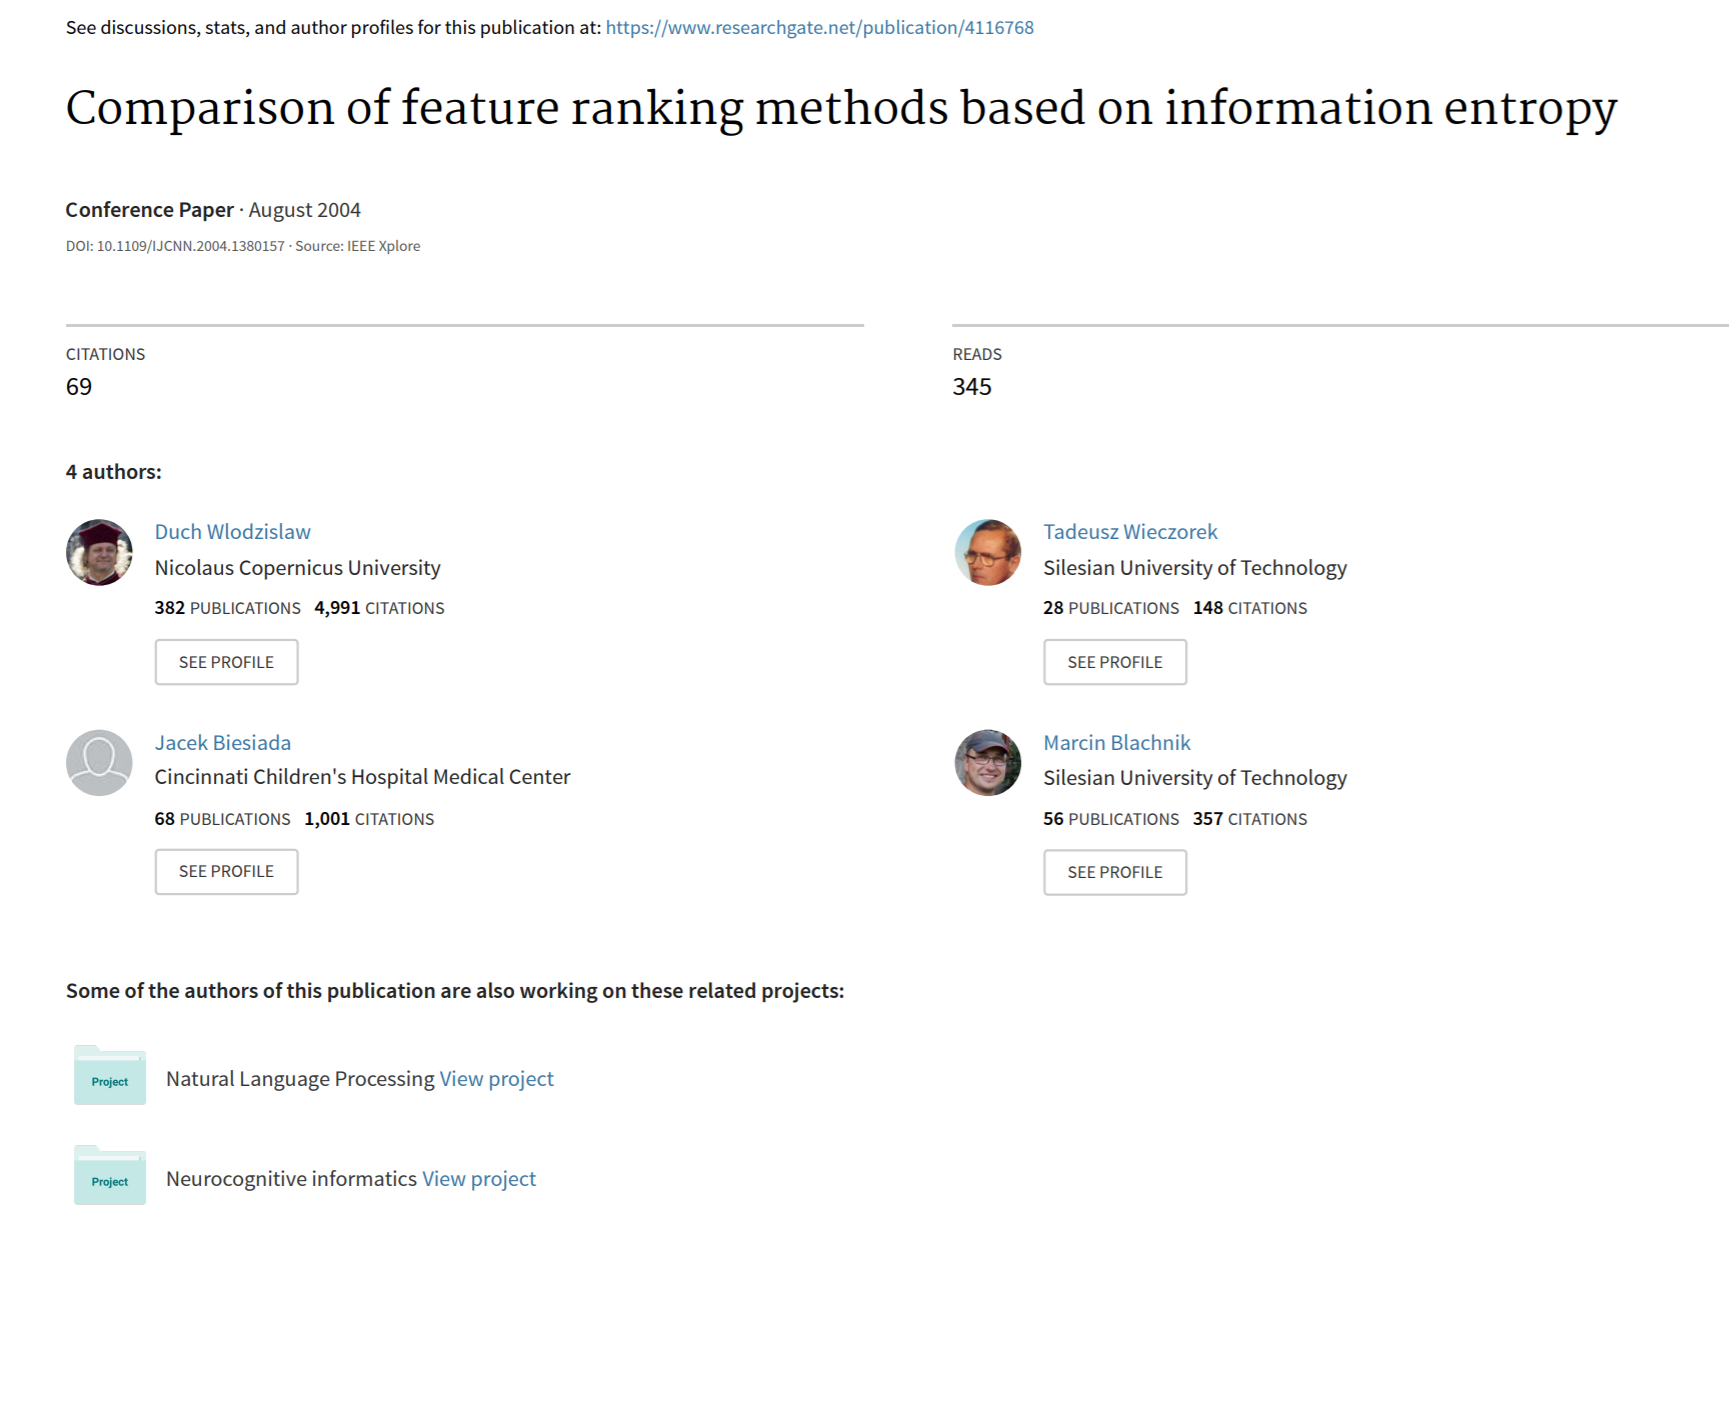 See discussions, stats, and author profiles for this publication at: https://www.researchgate.net/publication/4116768
Comparison of feature ranking methods based on information entropy
Conference Paper · August 2004
DOI: 10.1109/IJCNN.2004.1380157 · Source: IEEE Xplore
CITATIONS
69
READS
345
4 authors:
Duch Wlodzislaw
Nicolaus Copernicus University
382 PUBLICATIONS 4,991 CITATIONS
SEE PROFILE
Tadeusz Wieczorek
Silesian University of Technology
28 PUBLICATIONS 148 CITATIONS
SEE PROFILE
Jacek Biesiada
Cincinnati Children's Hospital Medical Center
68 PUBLICATIONS 1,001 CITATIONS
SEE PROFILE
Marcin Blachnik
Silesian University of Technology
56 PUBLICATIONS 357 CITATIONS
SEE PROFILE
Some of the authors of this publication are also working on these related projects:
Project
Natural Language Processing View project
Project
Neurocognitive informatics View project